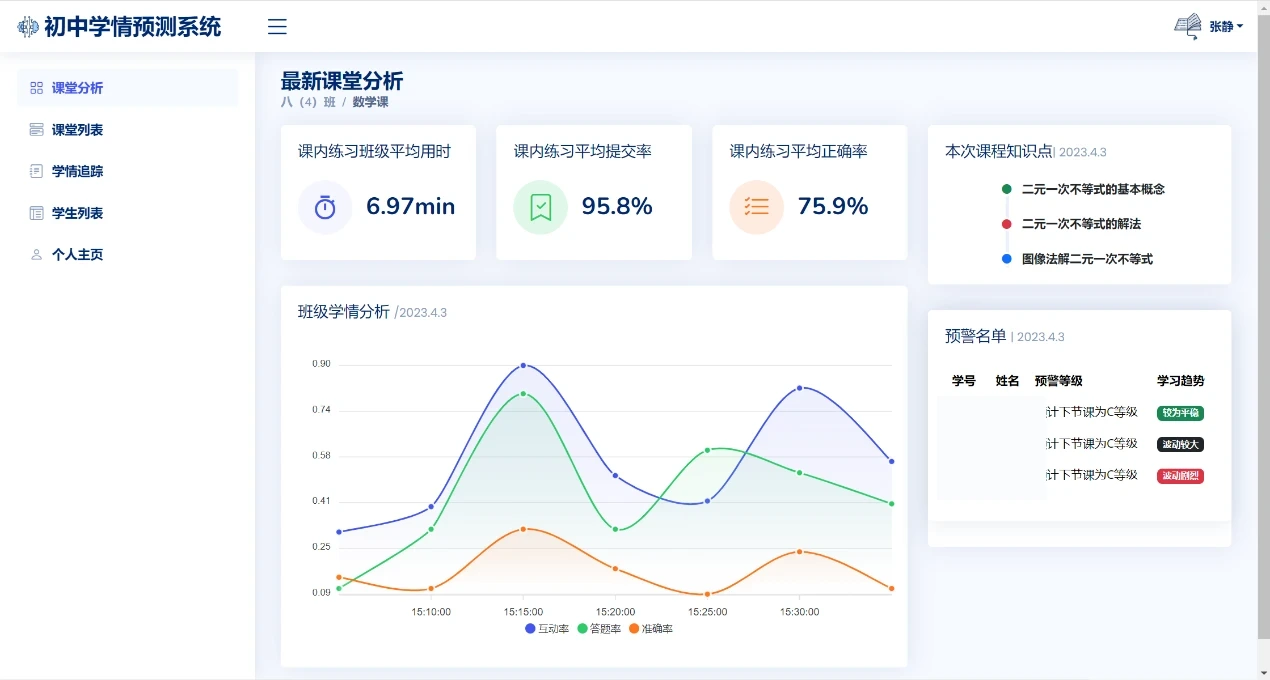 初中学情预测系统
张静
课堂分析
课堂列表
学情追踪
学生列表
个人主页
最新课堂分析
八（4）班 / 数学课
课内练习班级平均用时
6.97min
课内练习平均提交率
95.8%
课内练习平均正确率
75.9%
本次课程知识点| 2023.4.3
二元一次不等式的基本概念
二元一次不等式的解法
图像法解二元一次不等式
班级学情分析 /2023.4.3
0.90
0.74
0.58
0.41
0.25
0.09
15:10:00 15:15:00 15:20:00 15:25:00 15:30:00
互动率 答题率 准确率
预警名单 | 2023.4.3
学号 姓名 预警等级 学习趋势
计下节课为C等级 较为平稳
计下节课为C等级 波动较大
计下节课为C等级 波动剧烈